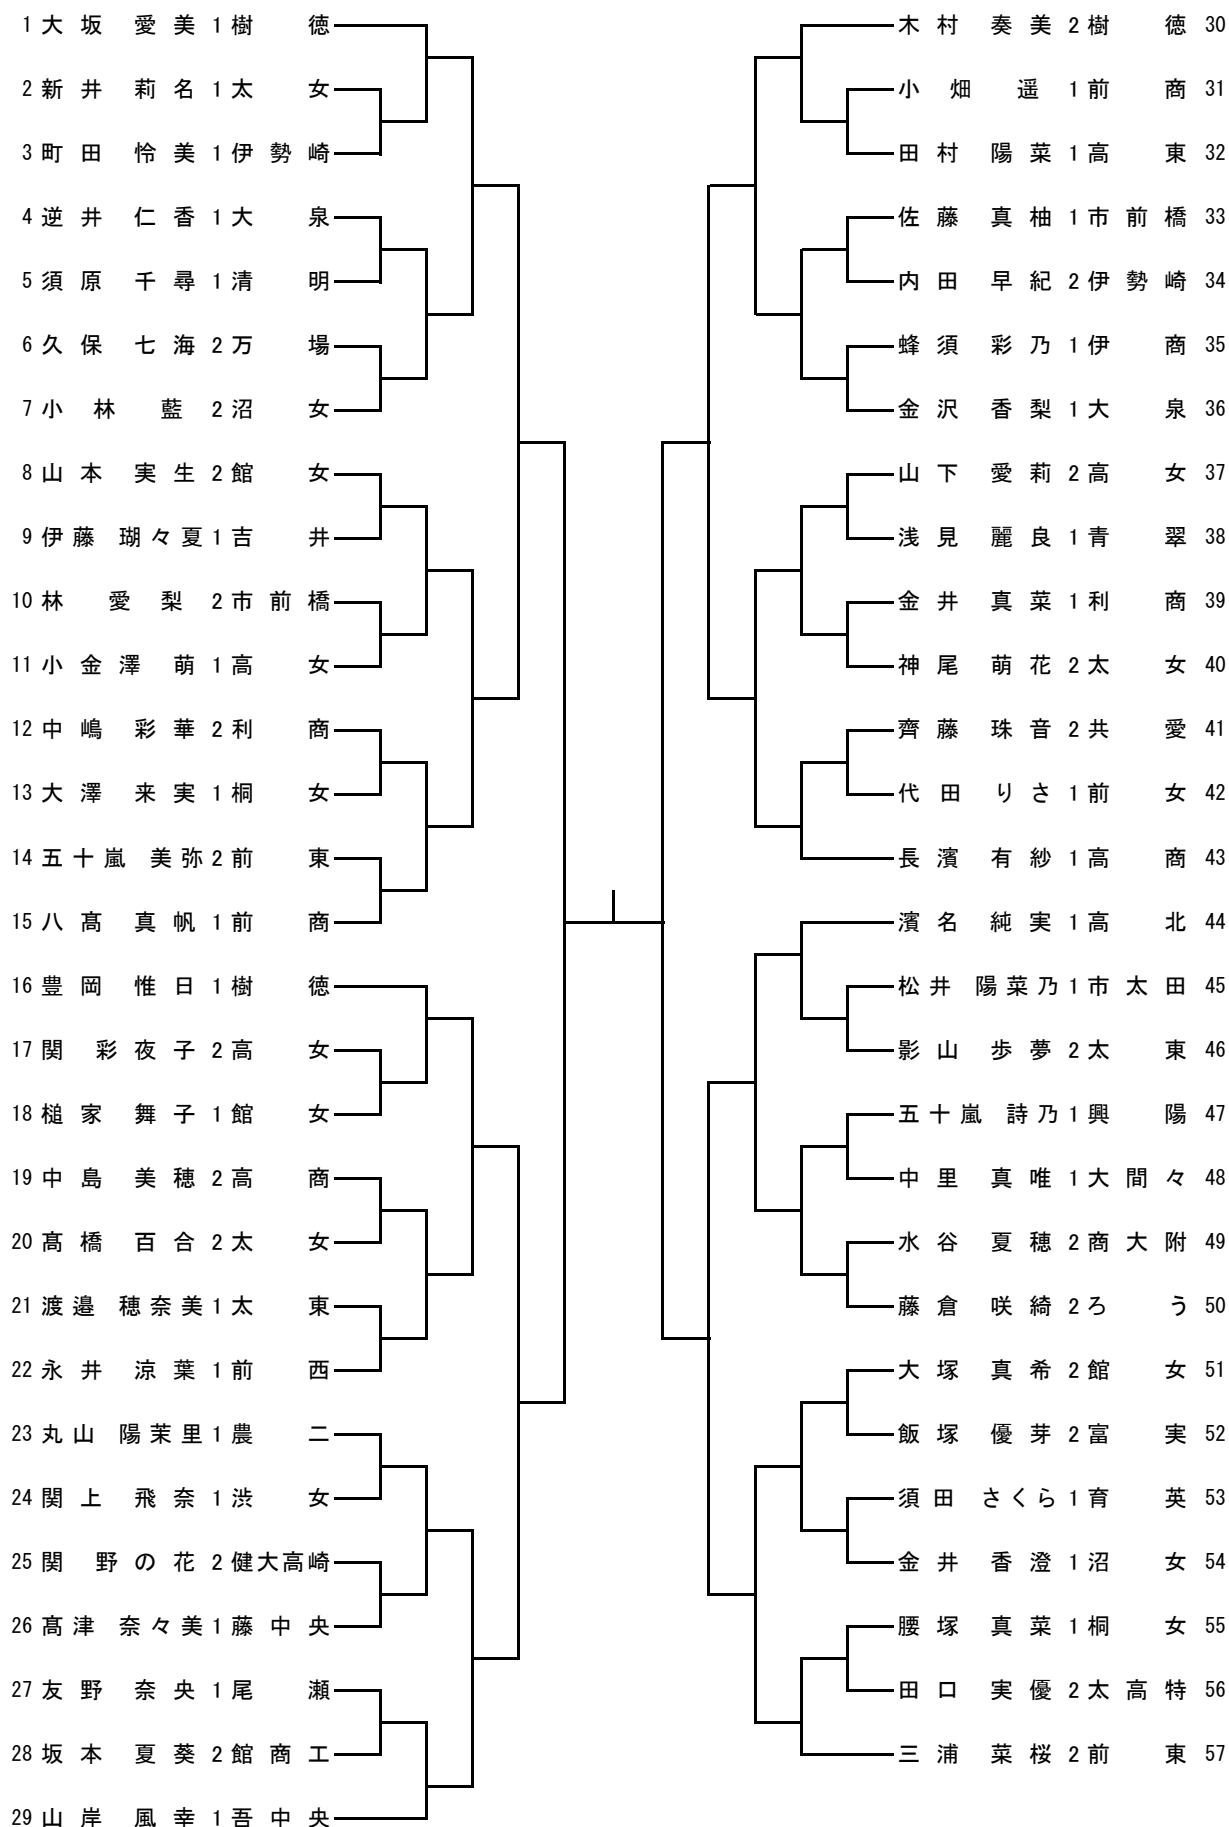 1 大坂 愛美 1 樹徳
2 新井 莉名 1 太女
3 町田 怜美 1 伊勢崎
4 逆井 仁香 1 大泉
5 須原 千尋 1 清明
6 久保 七海 2 万場
7 小林 藍 2 沼女
8 山本 実生 2 館女
9 伊藤 瑚々夏 1 吉井
10 林 愛梨 2 市前橋
11 小金澤 萌 1 高女
12 中嶋 彩華 2 利商
13 大澤 来実 1 桐女
14 五十嵐 美弥 2 前東
15 八髙 真帆 1 前商
16 豊岡 惟日 1 樹徳
17 関 彩夜子 2 高女
18 槌家 舞子 1 館女
19 中島 美穂 2 高商
20 髙橋 百合 2 太女
21 渡邉 穂奈美 1 太東
22 永井 涼葉 1 前西
23 丸山 陽茉里 1 農二
24 関上 飛奈 1 渋女
25 関 野の花 2 健大高崎
26 髙津 奈々美 1 藤中央
27 友野 奈央 1 尾瀬
28 坂本 夏葵 2 館商工
29 山岸 風幸 1 吾中央
木村 奏美 2 樹徳 30
小畑 遥 1 前商 31
田村 陽菜 1 高東 32
佐藤 真柚 1 市前橋 33
内田 早紀 2 伊勢崎 34
蜂須 彩乃 1 伊商 35
金沢 香梨 1 大泉 36
山下 愛莉 2 高女 37
浅見 麗良 1 青翠 38
金井 真菜 1 利商 39
神尾 萌花 2 太女 40
齊藤 珠音 2 共愛 41
代田 りさ 1 前女 42
長濱 有紗 1 高商 43
濱名 純実 1 高北 44
松井 陽菜乃 1 市太田 45
影山 歩夢 2 太東 46
五十嵐 詩乃 1 興陽 47
中里 真唯 1 大間々 48
水谷 夏穂 2 商大附 49
藤倉 咲綺 2 ろう 50
大塚 真希 2 館女 51
飯塚 優芽 2 富実 52
須田 さくら 1 育英 53
金井 香澄 1 沼女 54
腰塚 真菜 1 桐女 55
田口 実優 2 太高特 56
三浦 菜桜 2 前東 57